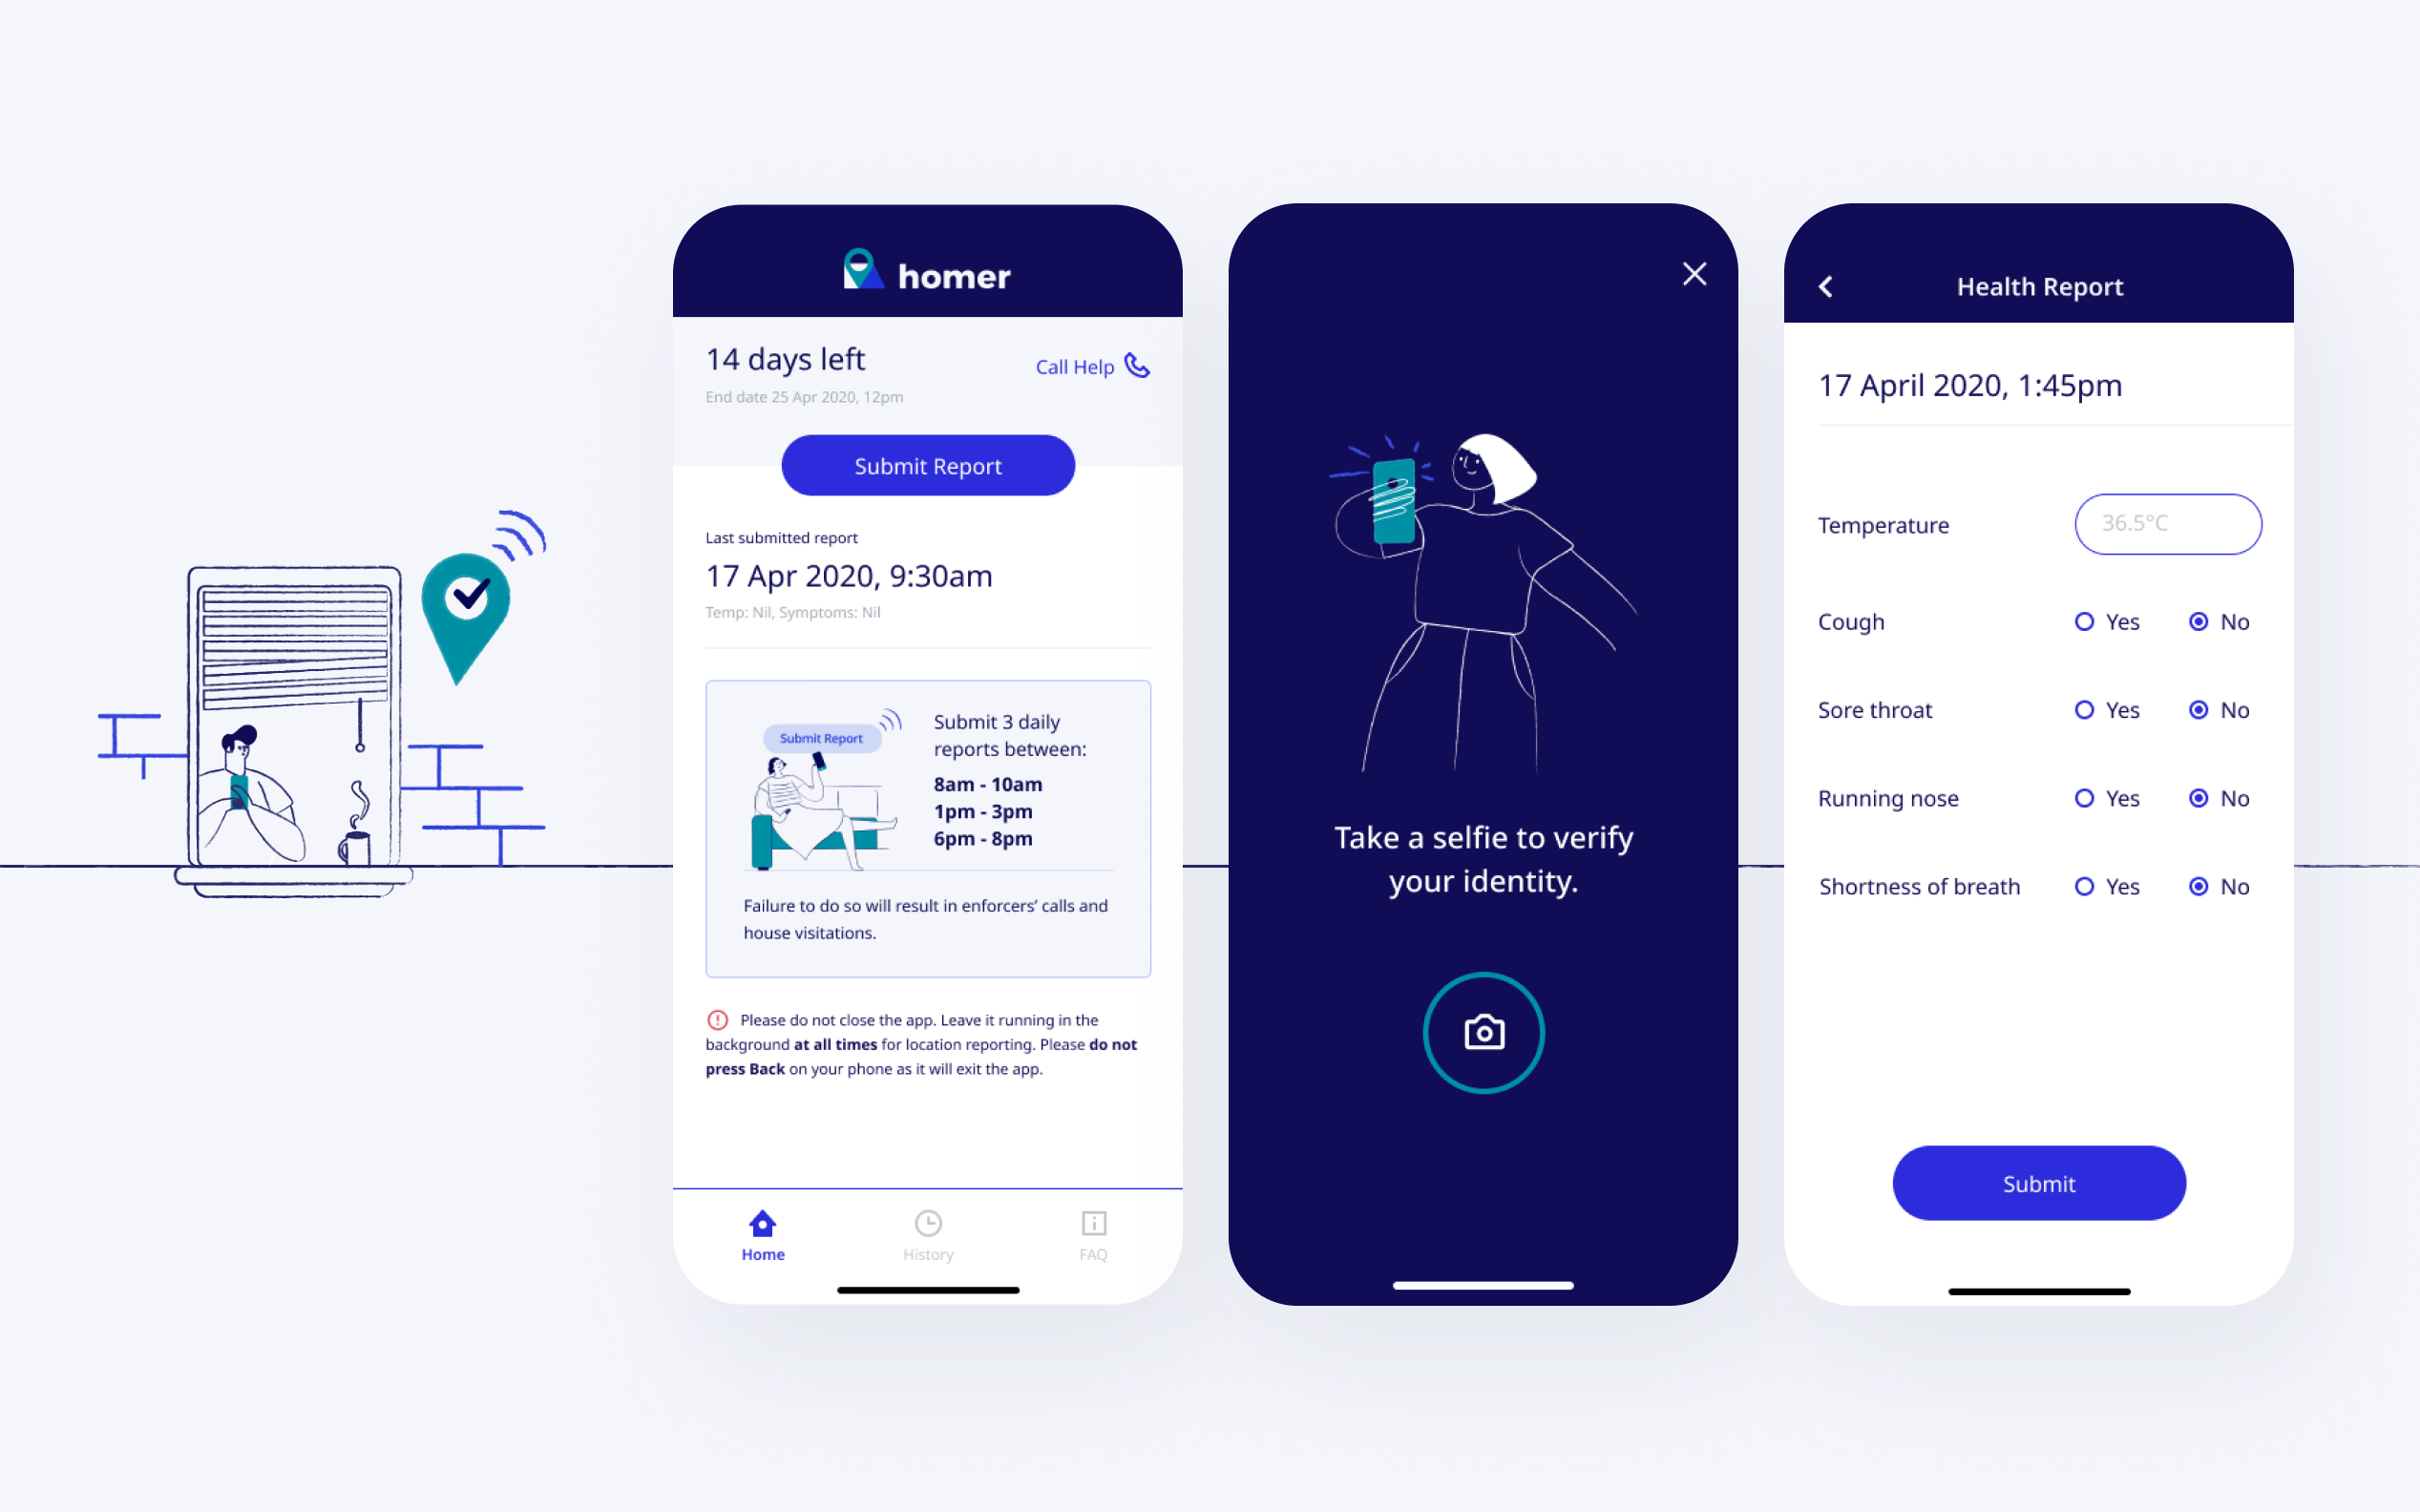 homer
14 days left
Call Help
End date 25 Apr 2020, 12pm
Submit Report
Last submitted report
17 Apr 2020, 9:30am
Temp: Nil, Symptoms: Nil
Submit Report
Submit 3 daily
reports between:
8am - 10am
1pm - 3pm
6pm - 8pm
Failure to do so will result in enforcers’ calls and
house visitations.
Please do not close the app. Leave it running in the
background at all times for location reporting. Please do not
press Back on your phone as it will exit the app.
Home
History
FAQ
Take a selfie to verify
your identity.
Health Report
17 April 2020, 1:45pm
Temperature
36.5°C
Cough Yes No
Sore throat Yes No
Running nose Yes No
Shortness of breath Yes No
Submit